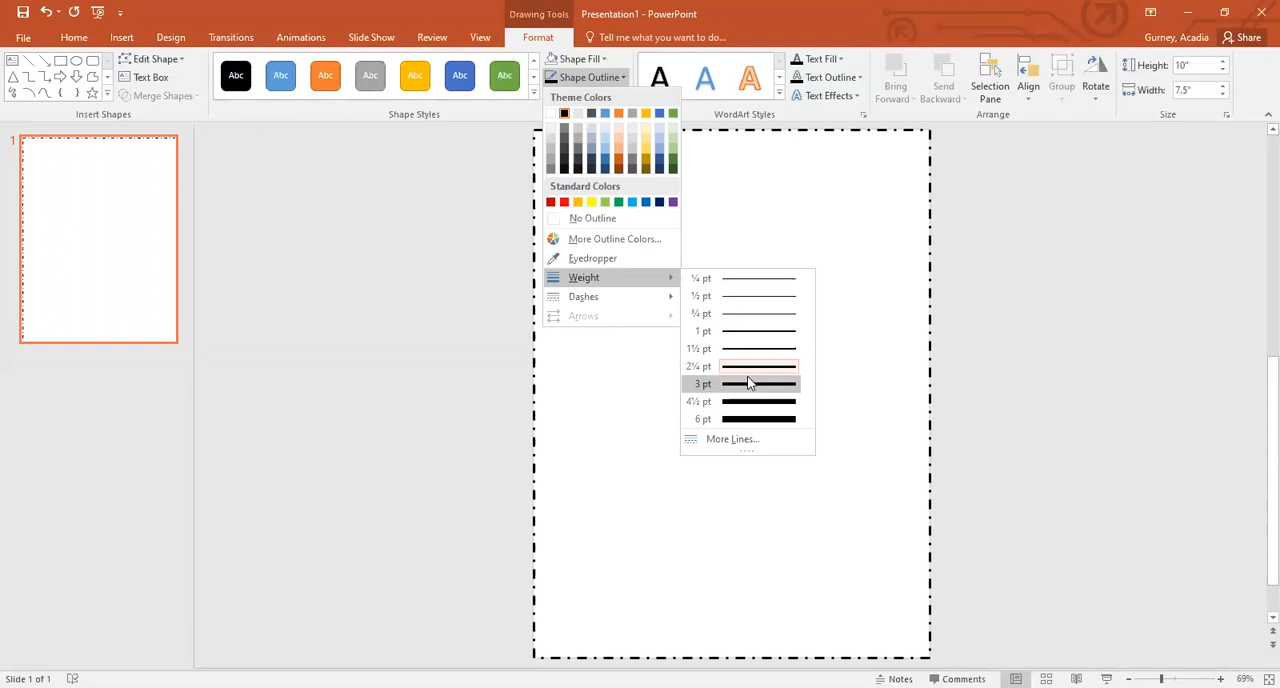 Drawing Tools
Presentation1 - PowerPoint
File
Home
Insert
Design
Transitions
Animations
Slide Show
Review
View
Format
Tell me what you want to do...
Gurney, Acadia
Share
Edit Shape
Text Box
Merge Shapes
Insert Shapes
Abc
Abc
Abc
Abc
Abc
Abc
Abc
Shape Styles
Shape Fill
Shape Outline
A
A
A
WordArt Styles
Text Fill
Text Outline
Text Effects
Bring Forward
Send Backward
Selection Pane
Align
Group
Rotate
Arrange
Height: 10"
Width: 7.5"
Size
Theme Colors
Standard Colors
No Outline
More Outline Colors...
Eyedropper
Weight
Dashes
Arrows
¼ pt
½ pt
¾ pt
1 pt
1½ pt
2¼ pt
3 pt
4½ pt
6 pt
More Lines...
1
Slide 1 of 1
Notes
Comments
69%